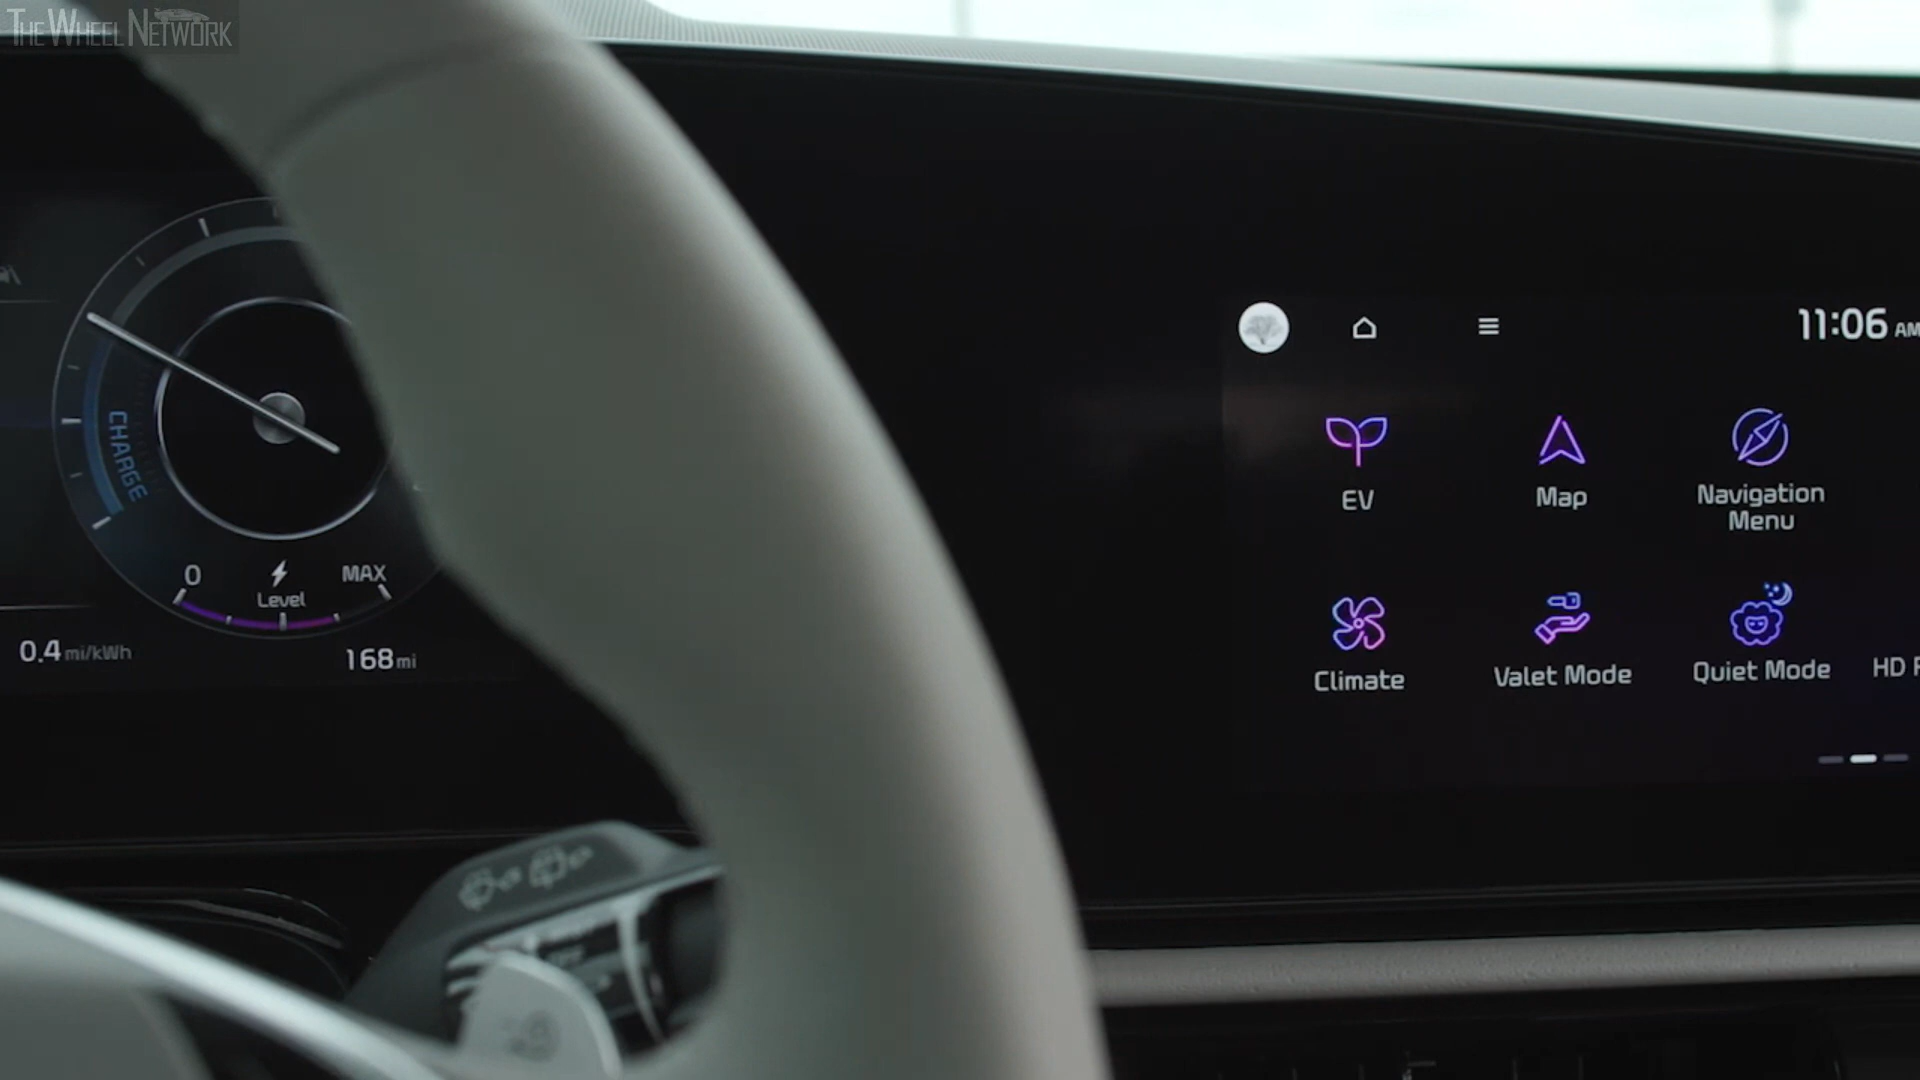 THE WHEEL NETWORK
11:06 AM
EV
Map
Navigation
Menu
Climate
Valet Mode
Quiet Mode
HD
CHARGE
0
MAX
Level
0.4 mi/kWh
168 mi